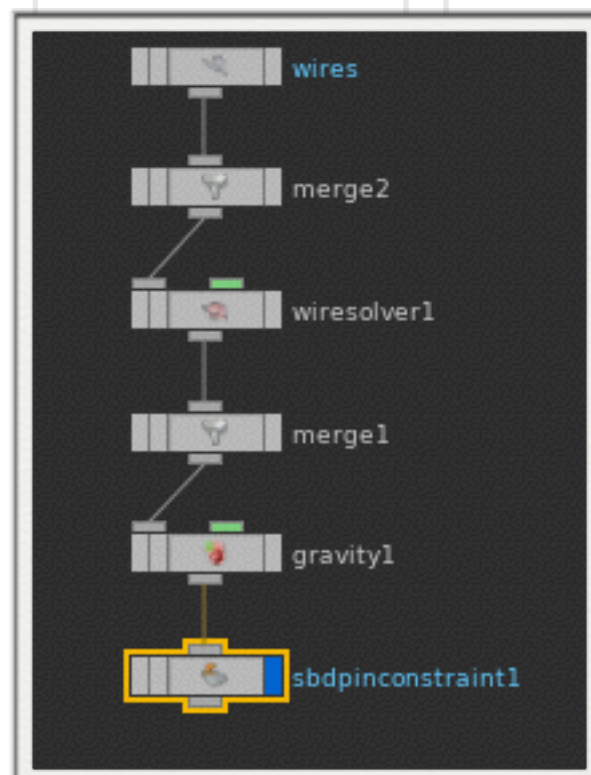 wires
merge2
wiresolver1
merge1
gravity1
sbdpinconstraint1